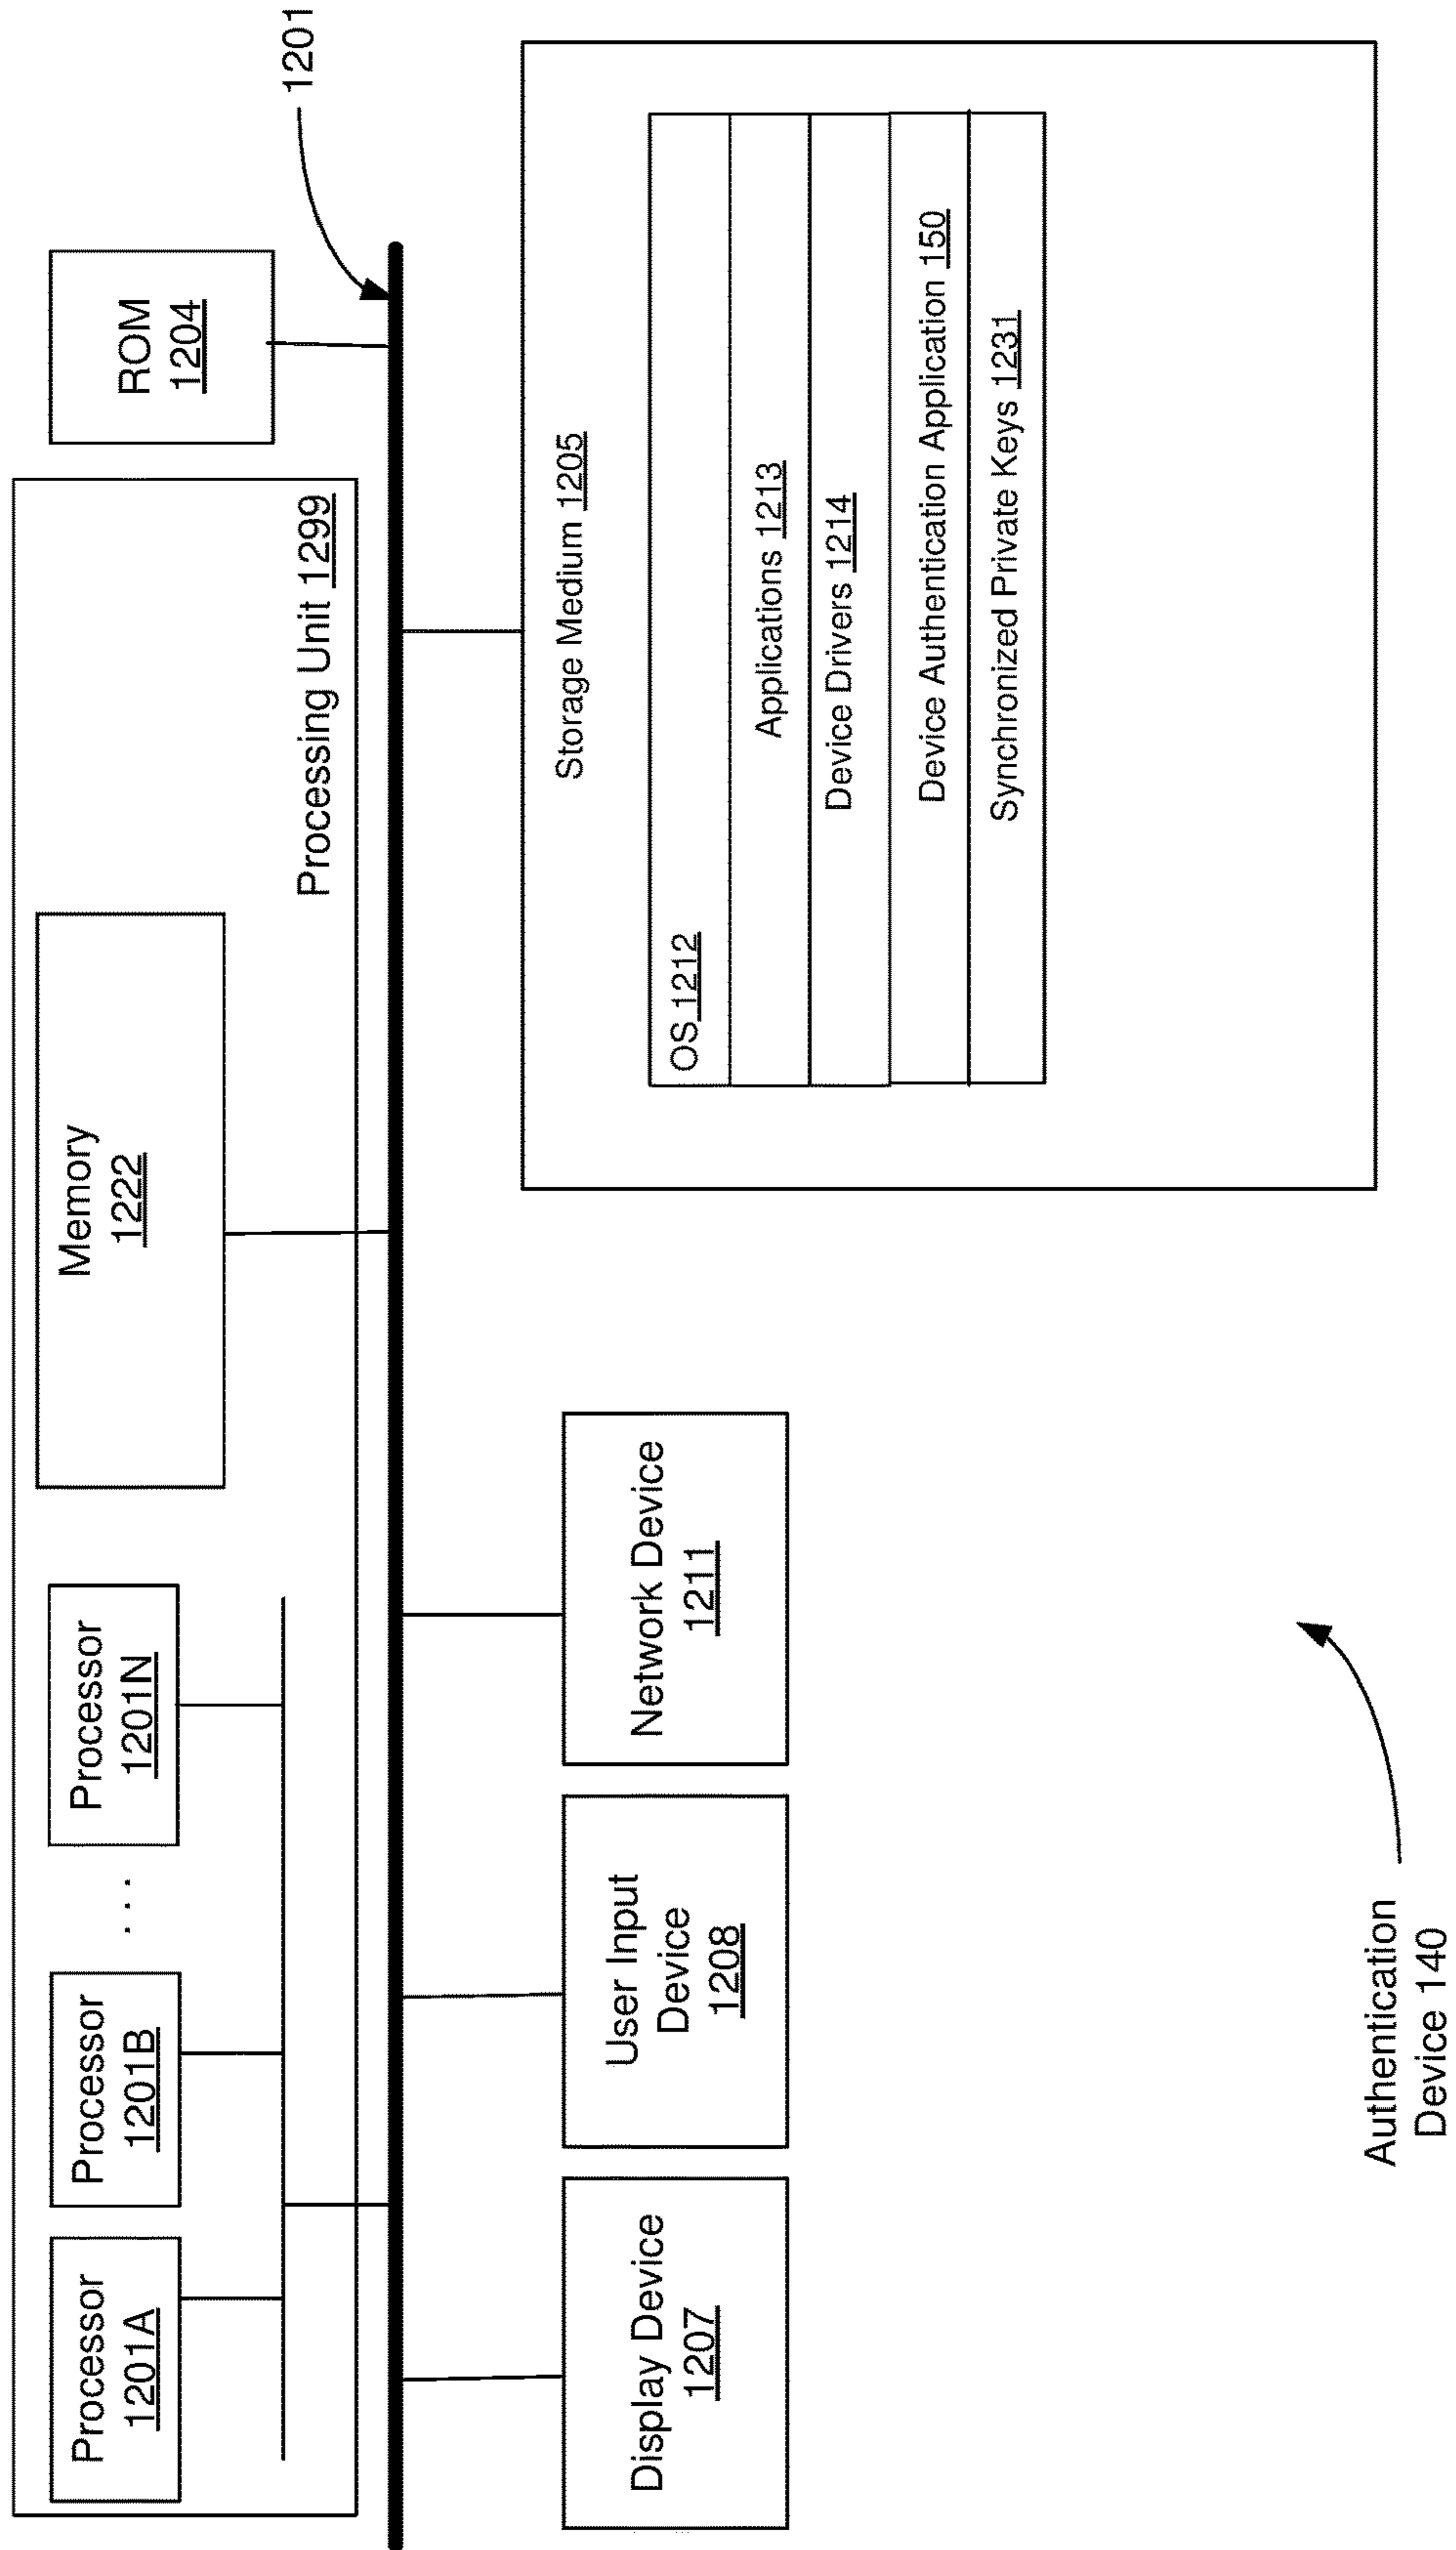 Processor
1201A
Processor
1201B
. . .
Processor
1201N
Memory
1222
Processing Unit 1299
ROM
1204
1201
Display Device
1207
User Input
Device
1208
Network Device
1211
Storage Medium 1205
OS 1212
Applications 1213
Device Drivers 1214
Device Authentication Application 150
Synchronized Private Keys 1231
Authentication
Device 140